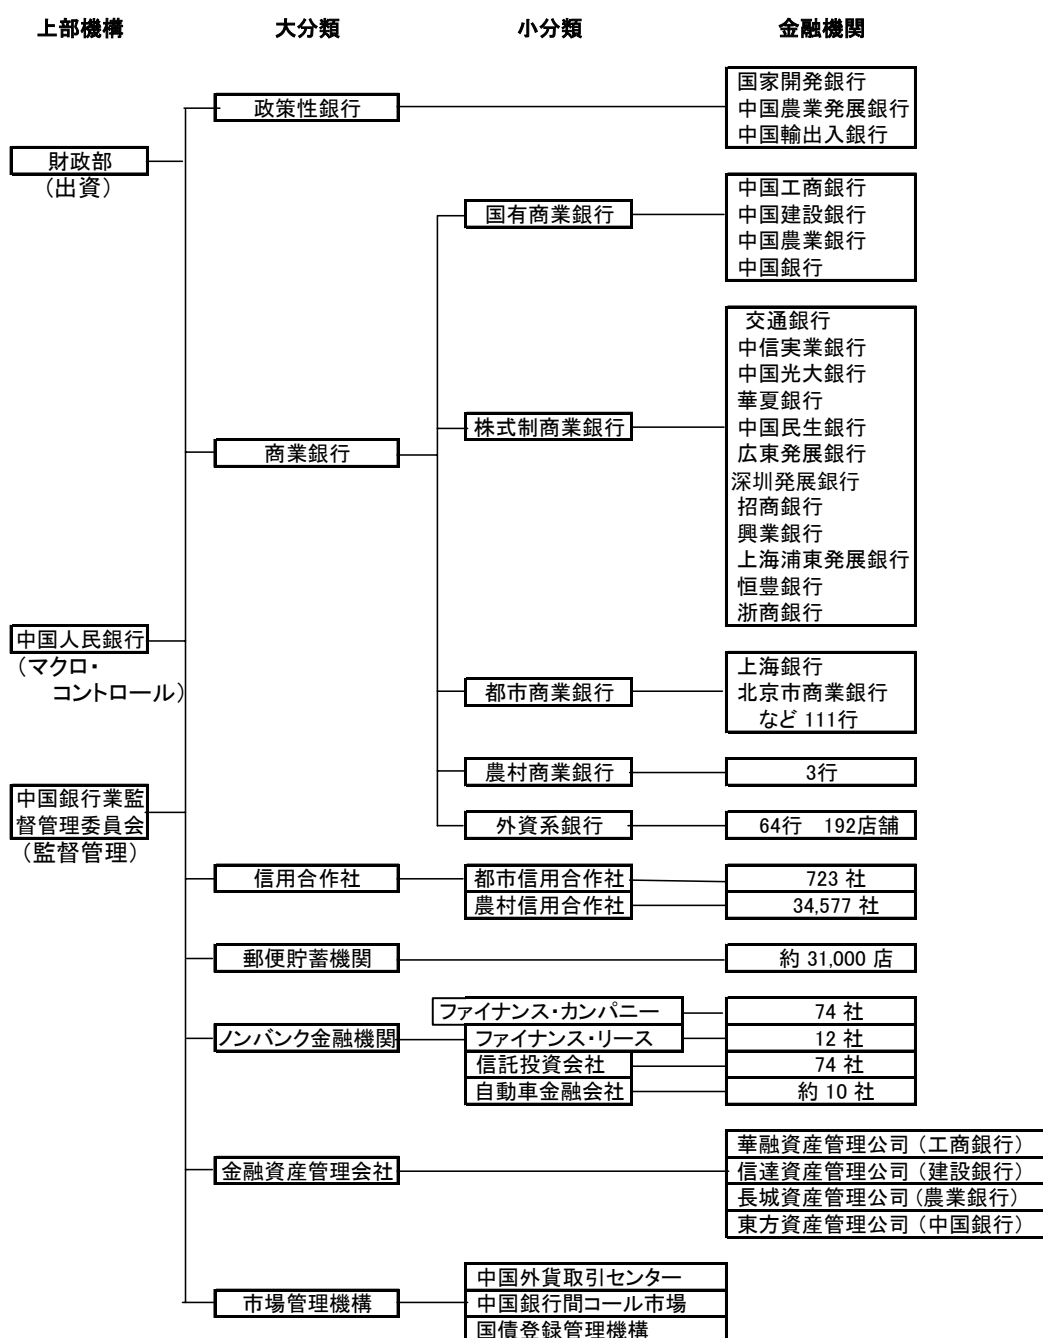 上部機構 大分類 小分類 金融機関
政策性銀行
国家開発銀行
中国農業発展銀行
中国輸出入銀行
財政部
（出資）
国有商業銀行
中国工商銀行
中国建設銀行
中国農業銀行
中国銀行
商業銀行
株式制商業銀行
交通銀行
中信実業銀行
中国光大銀行
華夏銀行
中国民生銀行
広東発展銀行
深圳発展銀行
招商銀行
興業銀行
上海浦東発展銀行
恒豊銀行
浙商銀行
中国人民銀行
（マクロ・
コントロール）
都市商業銀行
上海銀行
北京市商業銀行
など 111行
農村商業銀行 3行
中国銀行業監
督管理委員会
（監督管理）
外資系銀行 64行 192店舗
信用合作社 都市信用合作社 723 社
農村信用合作社 34,577 社
郵便貯蓄機関 約 31,000 店
ファイナンス・カンパニー 74 社
ノンバンク金融機関 ファイナンス・リース 12 社
信託投資会社 74 社
自動車金融会社 約 10 社
金融資産管理会社
華融資産管理公司（工商銀行）
信達資産管理公司（建設銀行）
長城資産管理公司（農業銀行）
東方資産管理公司（中国銀行）
市場管理機構
中国外貨取引センター
中国銀行間コール市場
国債登録管理機構